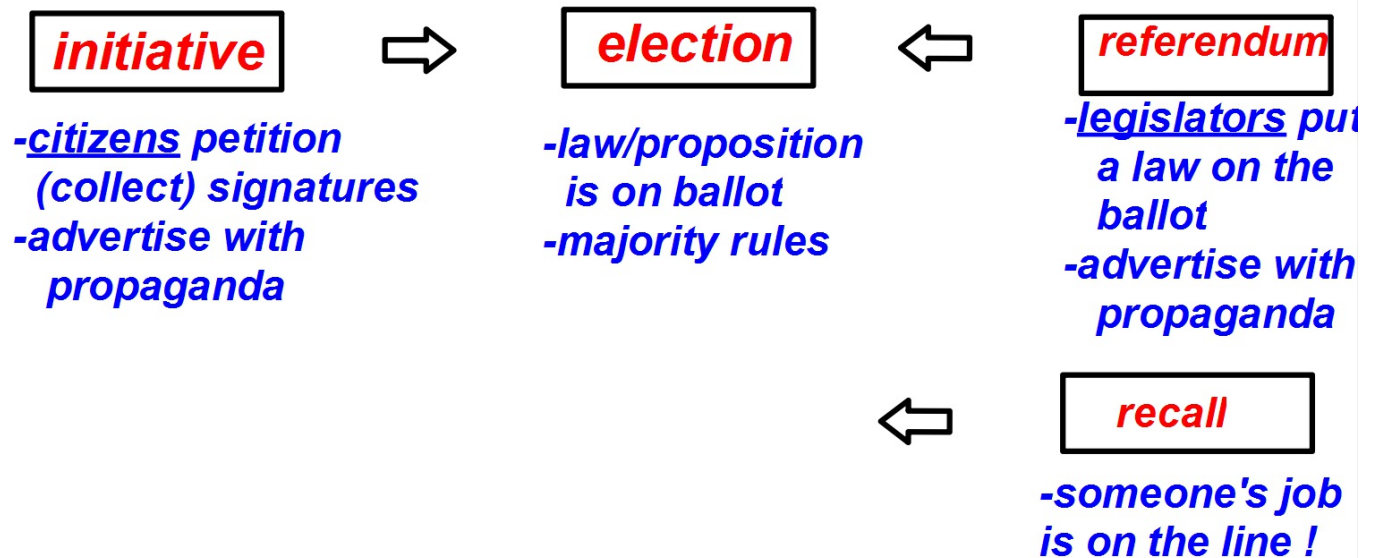 initiative
-citizens petition
(collect) signatures
-advertise with
propaganda
election
-law/proposition
is on ballot
-majority rules
referendum
-legislators put
a law on the
ballot
-advertise with
propaganda
recall
-someone's job
is on the line !